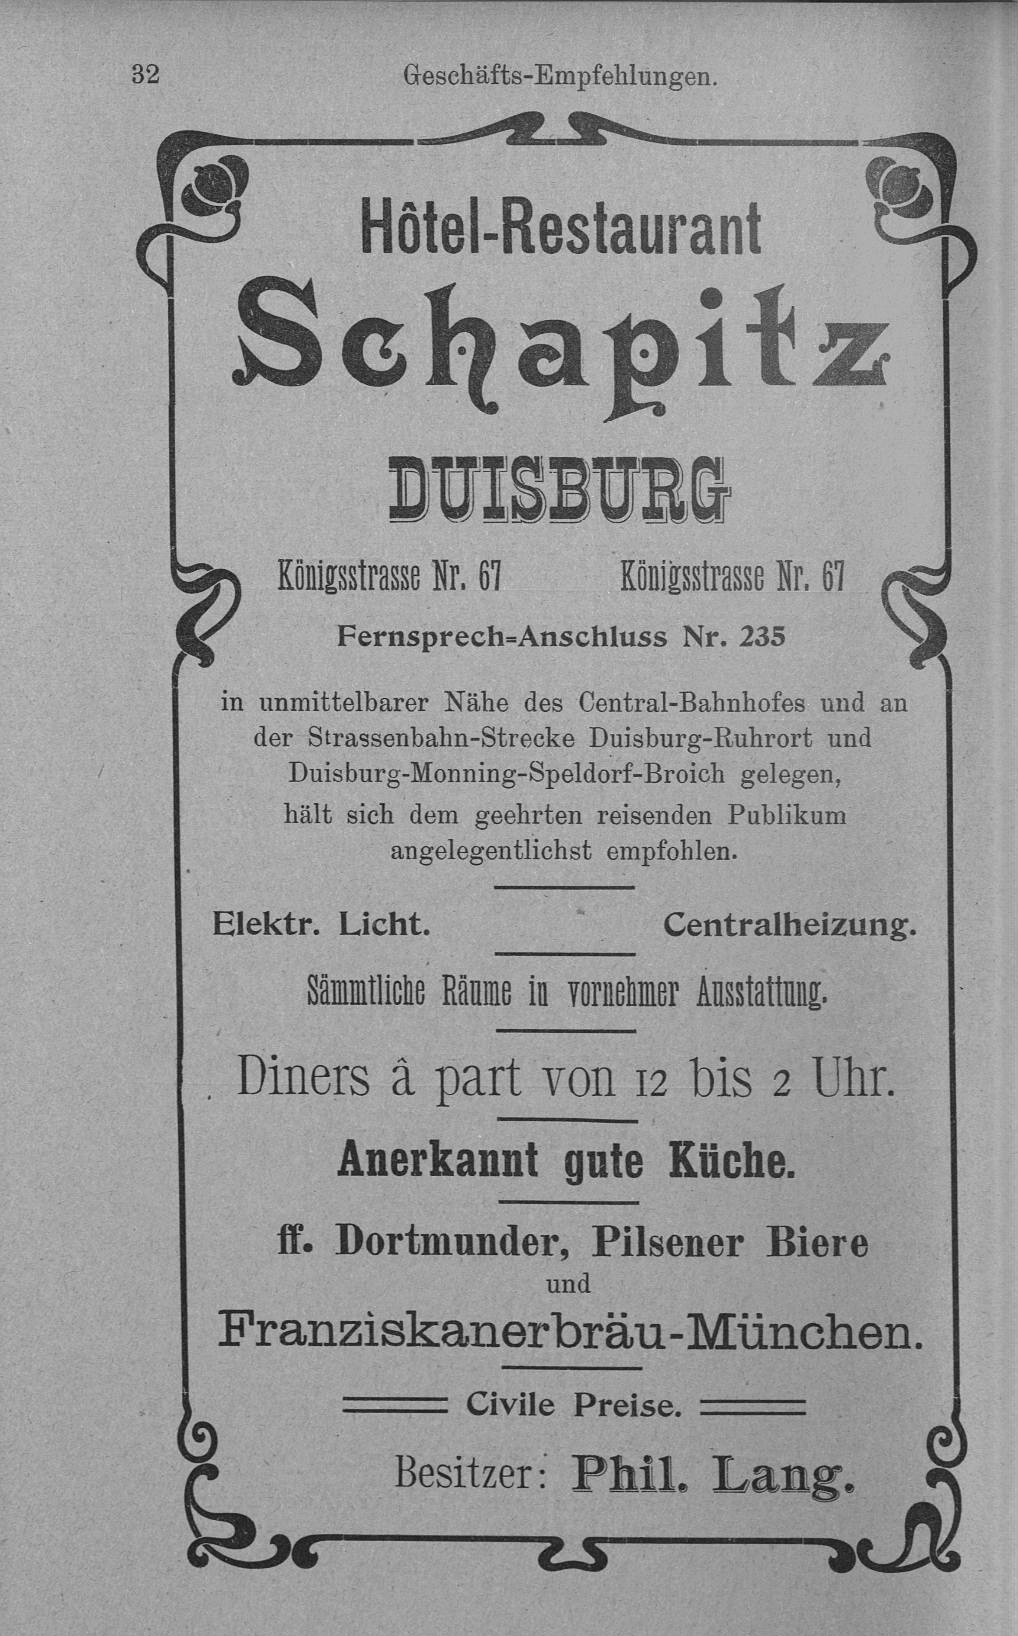 32 Geschäfts-Empfehlungen.
Hôtel-Restaurant
Schapitz
DUISBURG
Königsstrasse Nr. 67 Königsstrasse Nr. 67
Fernsprech=Anschluss Nr. 235
in unmittelbarer Nähe des Central-Bahnhofes und an
der Strassenbahn-Strecke Duisburg-Ruhrort und
Duisburg-Monning-Speldorf-Broich gelegen,
hält sich dem geehrten reisenden Publikum
angelegentlichst empfohlen.
Elektr. Licht. Centralheizung.
Sämmtliche Räume in vornehmer Ausstattung.
Diners â part von 12 bis 2 Uhr.
Anerkannt gute Küche.
ff. Dortmunder, Pilsener Biere
und
Franziskanerbräu-München.
Civile Preise.
Besitzer: Phil. Lang.